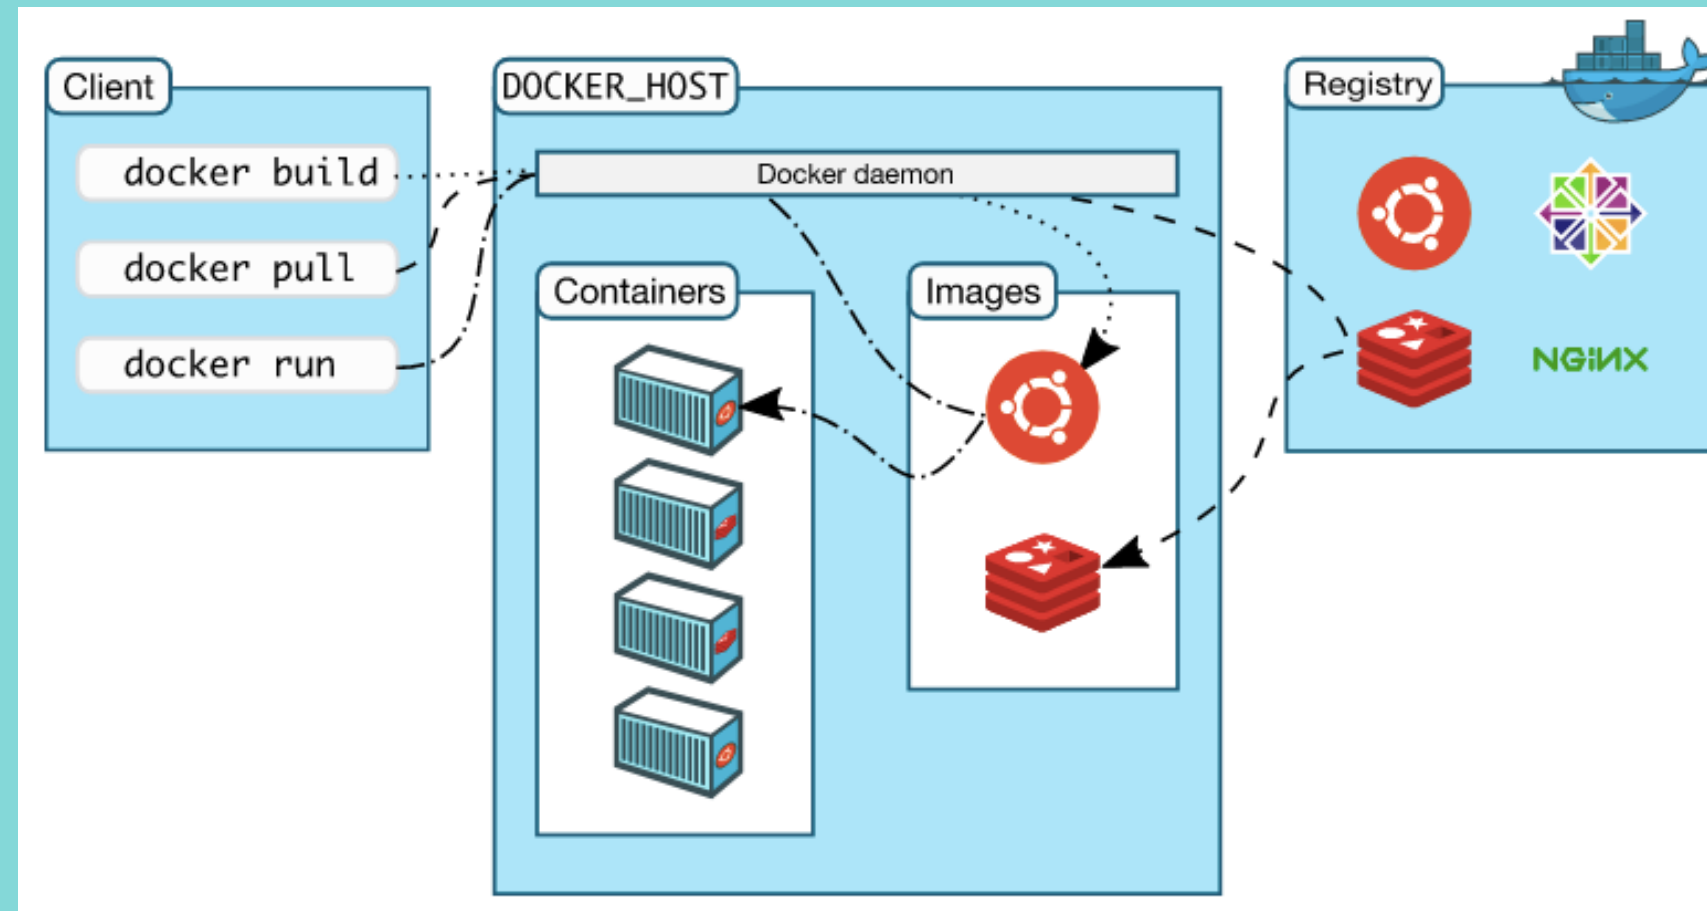 Client
docker build
docker pull
docker run
DOCKER_HOST
Docker daemon
Containers
Images
Registry
NGiNX